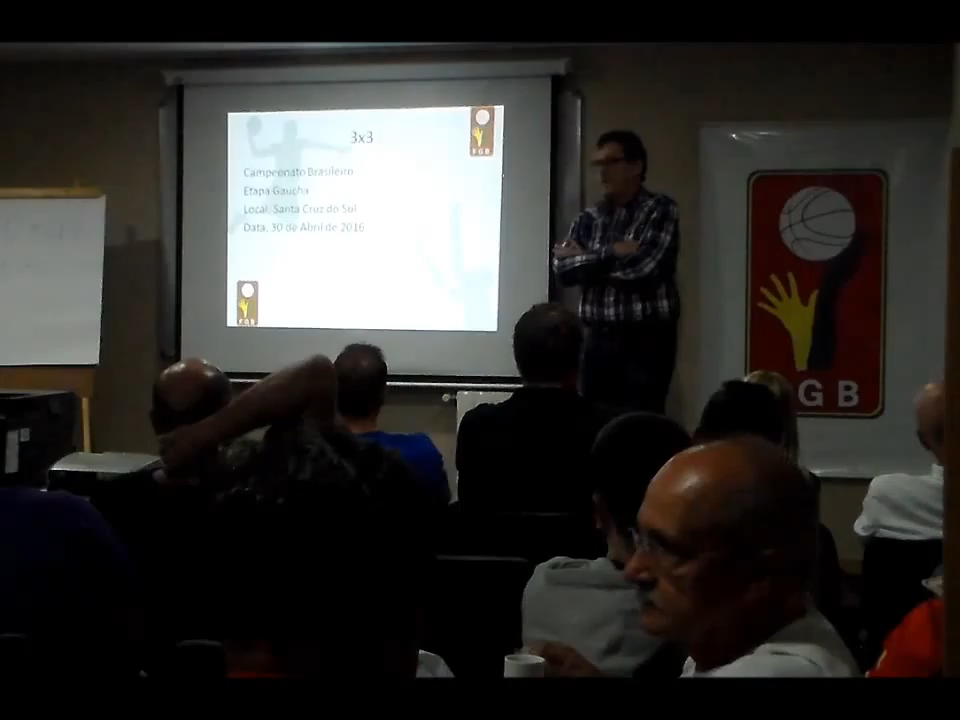 3x3
FGB
Campeonato Brasileiro
Etapa Gaucha
Local, Santa Cruz do Sul
Data, 30 de Abril de 2016
FGB
GB